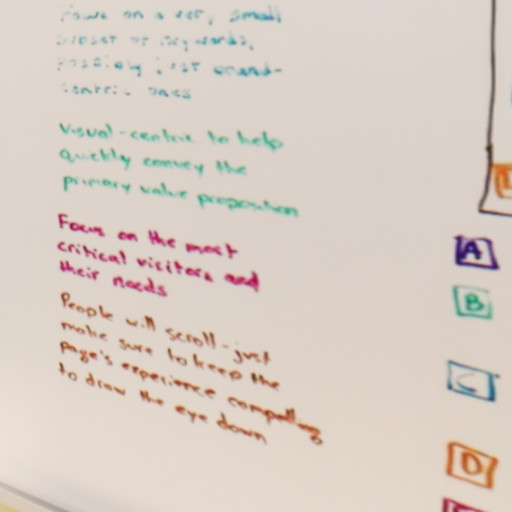 Focus on a very small
subset of keywords,
possibly just brand-
centric ones
Visual-centric to help
quickly convey the
primary value proposition
Focus on the most
critical visitors and
their needs
People will scroll - just
make sure to keep the
page's experience compelling
to draw the eye down
A
B
C
D